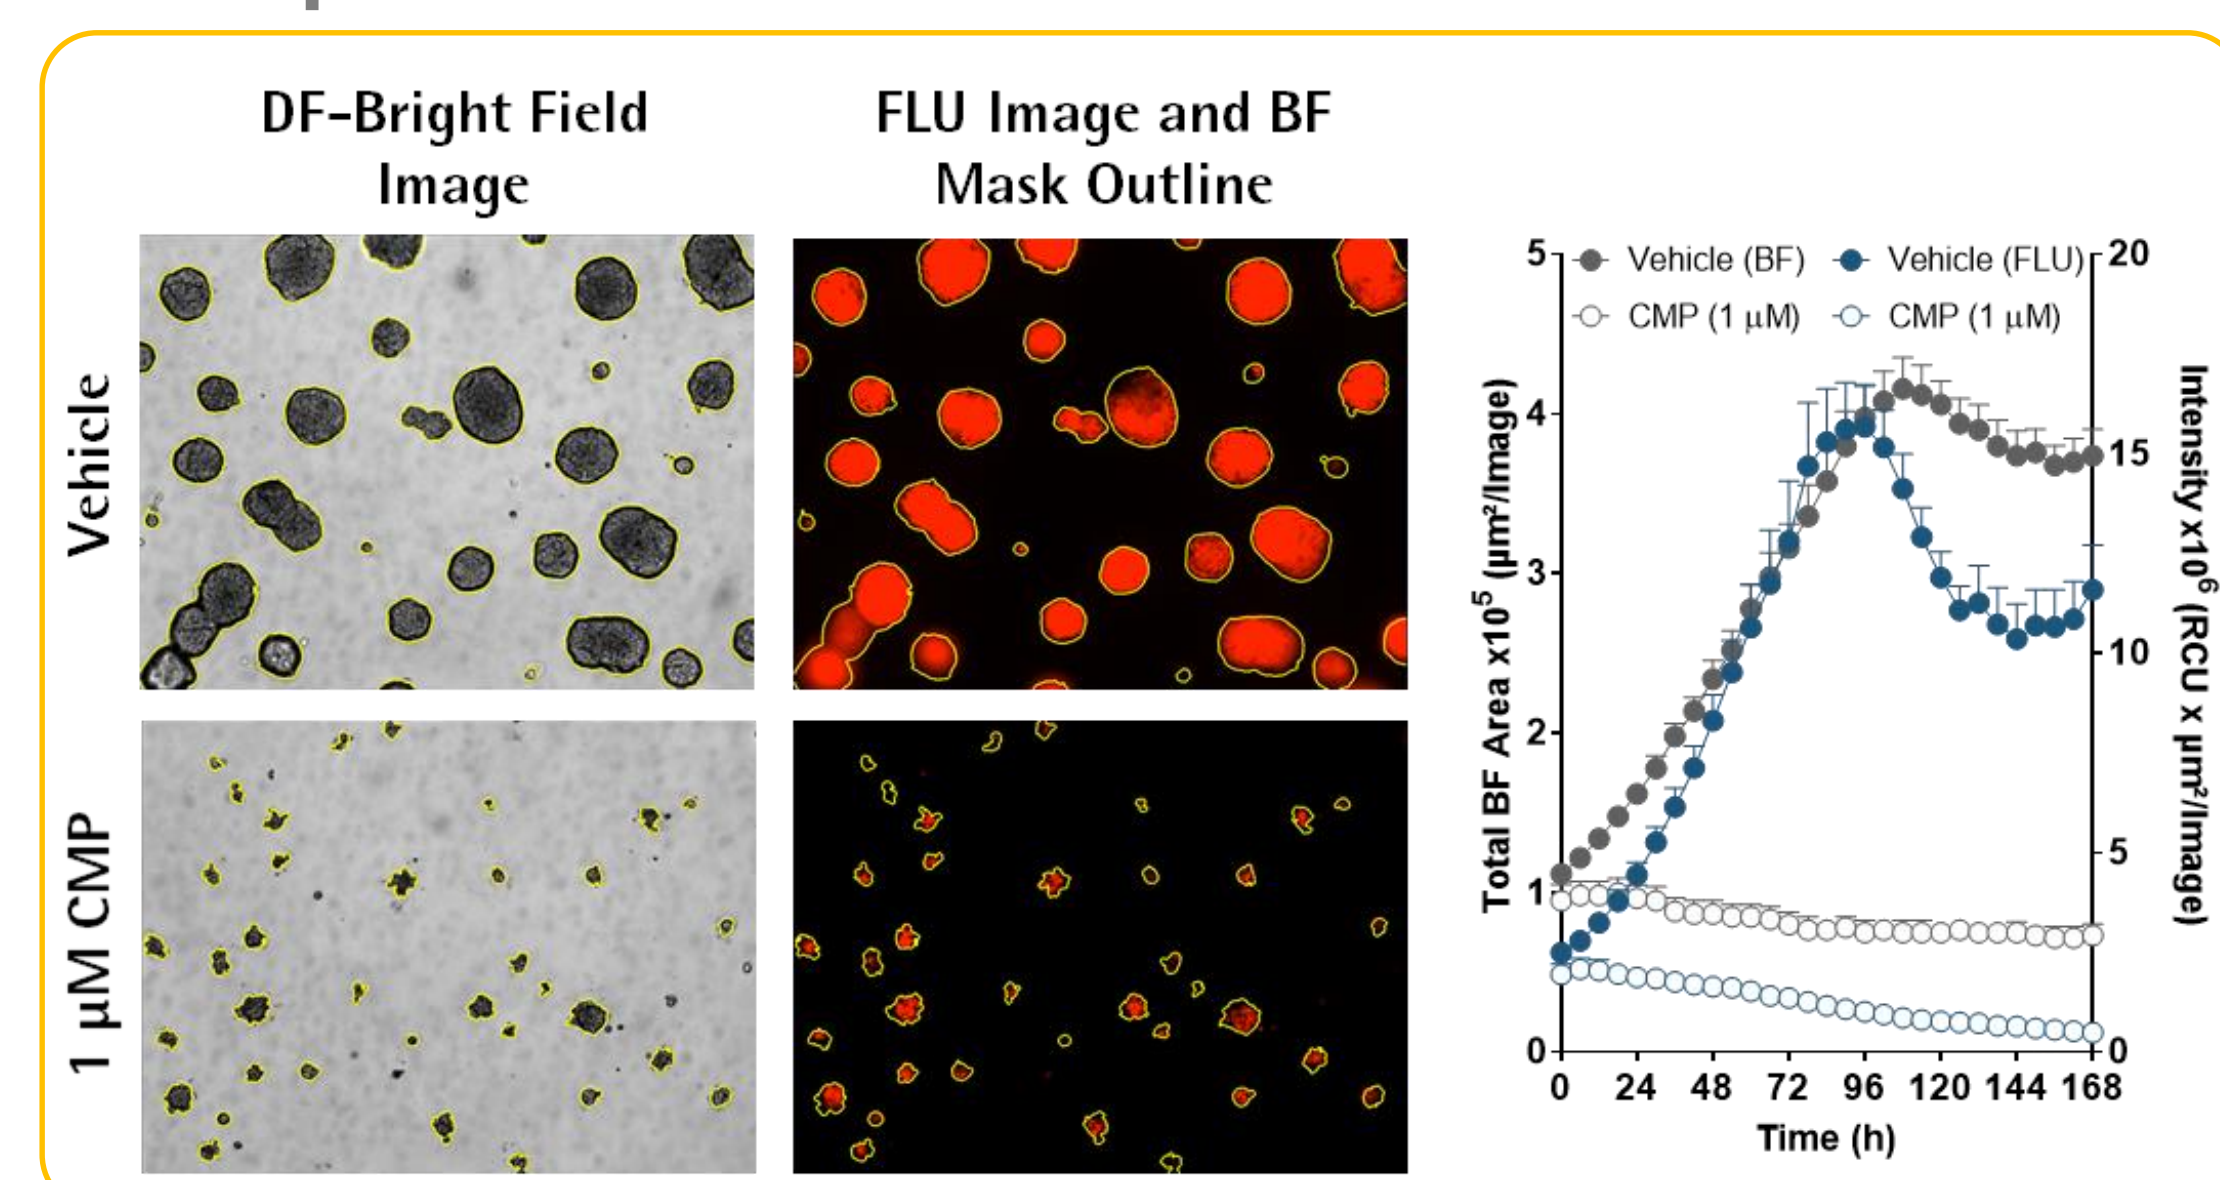 DF-Bright Field
Image
FLU Image and BF
Mask Outline
Vehicle
1 µM CMP
Vehicle (BF)
Vehicle (FLU)
CMP (1 µM)
CMP (1 µM)
Total BF Area x10⁵ (µm²/Image)
5
4
3
2
1
0
20
15
10
5
0
Intensity x10⁶ (RCU x µm²/Image)
0 24 48 72 96 120 144 168
Time (h)